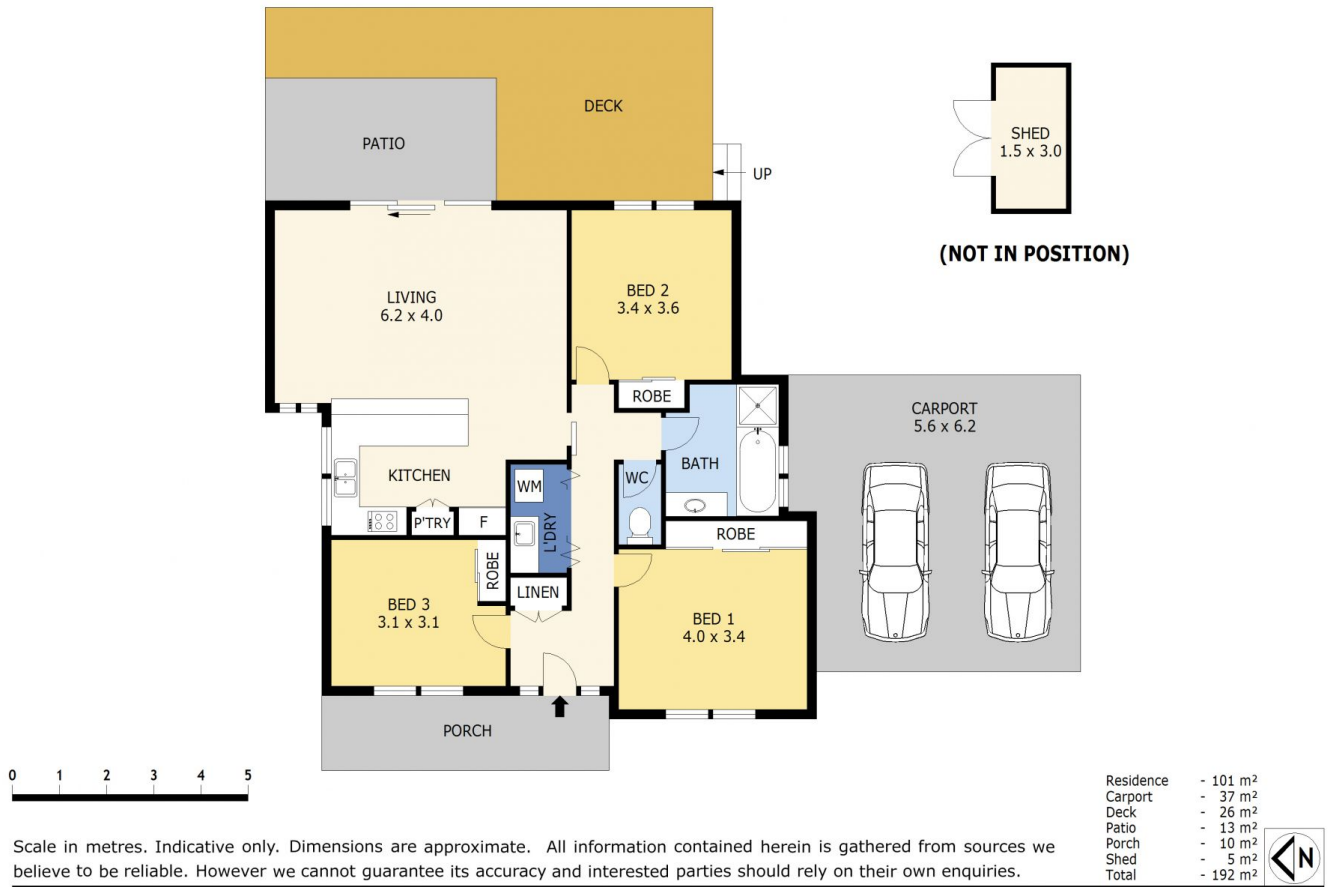 DECK
PATIO
UP
SHED
1.5 x 3.0
(NOT IN POSITION)
LIVING
6.2 x 4.0
BED 2
3.4 x 3.6
ROBE
CARPORT
5.6 x 6.2
KITCHEN
BATH
WC
WM
L'DRY
P'TRY
F
ROBE
ROBE
LINEN
BED 3
3.1 x 3.1
BED 1
4.0 x 3.4
PORCH
0 1 2 3 4 5
Residence - 101 m²
Carport - 37 m²
Deck - 26 m²
Patio - 13 m²
Porch - 10 m²
Shed - 5 m²
Total - 192 m²
N
Scale in metres. Indicative only. Dimensions are approximate. All information contained herein is gathered from sources we
believe to be reliable. However we cannot guarantee its accuracy and interested parties should rely on their own enquiries.